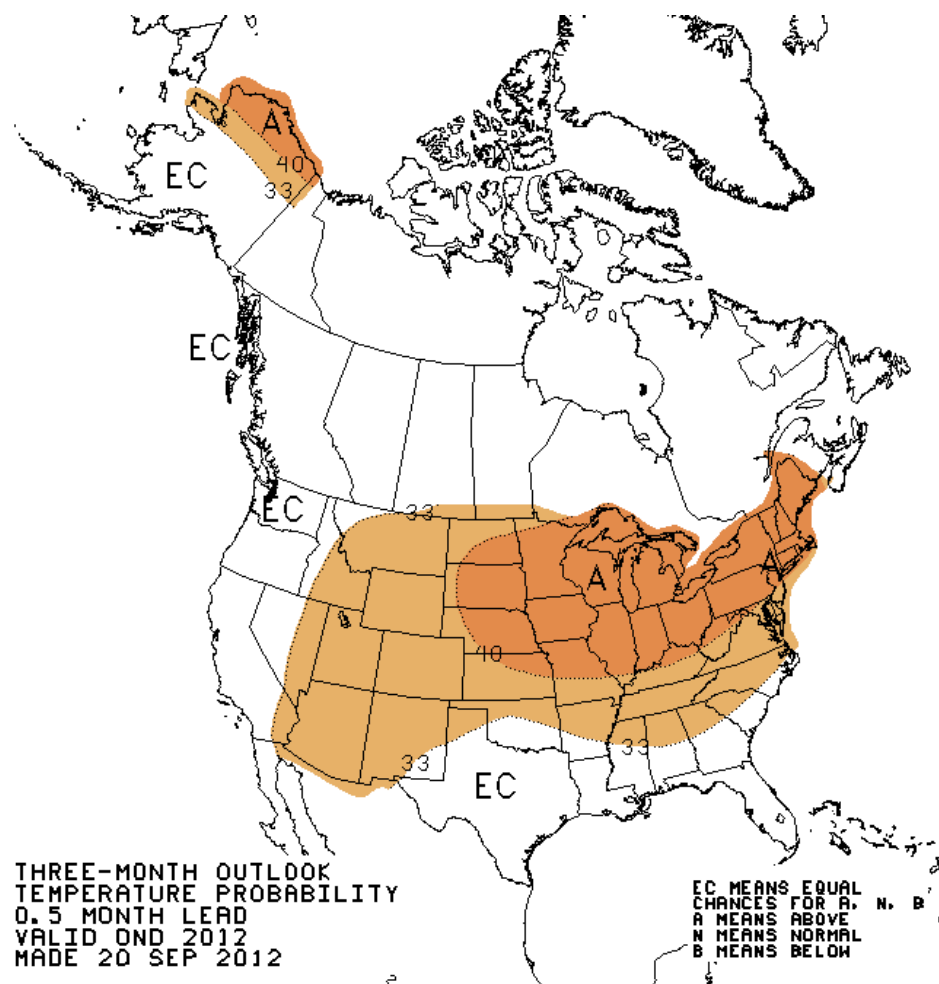 A
40
EC
33
EC
EC
33
A
A
40
33
33
EC
THREE-MONTH OUTLOOK
TEMPERATURE PROBABILITY
0.5 MONTH LEAD
VALID OND 2012
MADE 20 SEP 2012
EC MEANS EQUAL
CHANCES FOR A, N, B
A MEANS ABOVE
N MEANS NORMAL
B MEANS BELOW